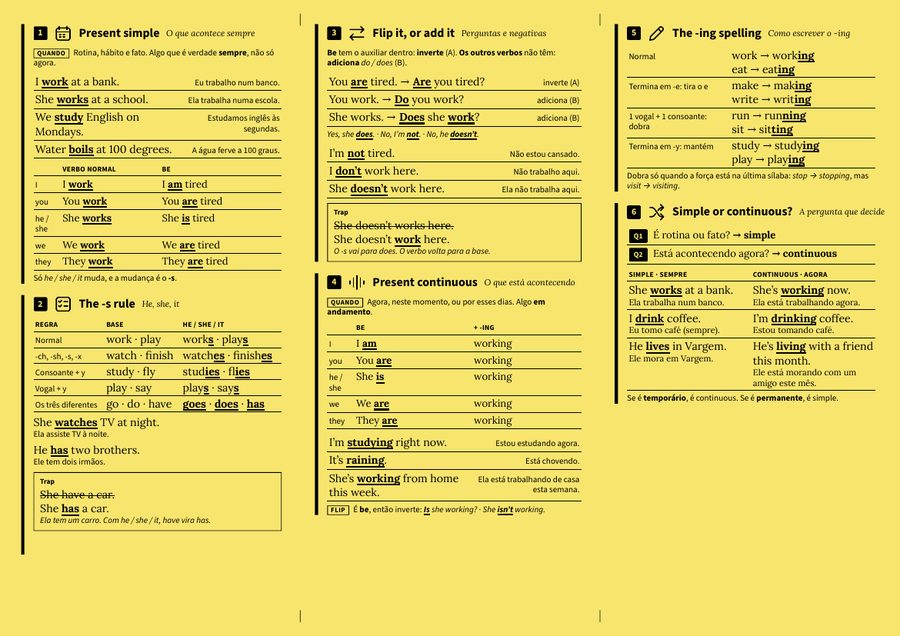 1 Present simple O que acontece sempre
QUANDO Rotina, hábito e fato. Algo que é verdade sempre, não só
agora.
I work at a bank. Eu trabalho num banco.
She works at a school. Ela trabalha numa escola.
We study English on Mondays. Estudamos inglês às segundas.
Water boils at 100 degrees. A água ferve a 100 graus.
VERBO NORMAL BE
I I work I am tired
you You work You are tired
he / she She works She is tired
we We work We are tired
they They work They are tired
Só he / she / it muda, e a mudança é o -s.
2 The -s rule He, she, it
REGRA BASE HE / SHE / IT
Normal work · play works · plays
-ch, -sh, -s, -x watch · finish watches · finishes
Consoante + y study · fly studies · flies
Vogal + y play · say plays · says
Os três diferentes go · do · have goes · does · has
She watches TV at night.
Ela assiste TV à noite.
He has two brothers.
Ele tem dois irmãos.
Trap
She have a car.
She has a car.
Ela tem um carro. Com he / she / it, have vira has.
3 Flip it, or add it Perguntas e negativas
Be tem o auxiliar dentro: inverte (A). Os outros verbos não têm:
adiciona do / does (B).
You are tired. → Are you tired? inverte (A)
You work. → Do you work? adiciona (B)
She works. → Does she work? adiciona (B)
Yes, she does. · No, I'm not. · No, he doesn't.
I'm not tired. Não estou cansado.
I don't work here. Não trabalho aqui.
She doesn't work here. Ela não trabalha aqui.
Trap
She doesn't works here.
She doesn't work here.
O -s vai para does. O verbo volta para a base.
4 Present continuous O que está acontecendo
QUANDO Agora, neste momento, ou por esses dias. Algo em
andamento.
BE + -ING
I I am working
you You are working
he / she She is working
we We are working
they They are working
I'm studying right now. Estou estudando agora.
It's raining. Está chovendo.
She's working from home this week. Ela está trabalhando de casa esta semana.
FLIP É be, então inverte: Is she working? · She isn't working.
5 The -ing spelling Como escrever o -ing
Normal work → working
eat → eating
Termina em -e: tira o e make → making
write → writing
1 vogal + 1 consoante: dobra run → running
sit → sitting
Termina em -y: mantém study → studying
play → playing
Dobra só quando a força está na última sílaba: stop → stopping, mas
visit → visiting.
6 Simple or continuous? A pergunta que decide
Q1 É rotina ou fato? → simple
Q2 Está acontecendo agora? → continuous
SIMPLE · SEMPRE CONTINUOUS · AGORA
She works at a bank. She's working now.
Ela trabalha num banco. Ela está trabalhando agora.
I drink coffee. I'm drinking coffee.
Eu tomo café (sempre). Estou tomando café.
He lives in Vargem. He's living with a friend this month.
Ele mora em Vargem. Ele está morando com um amigo este mês.
Se é temporário, é continuous. Se é permanente, é simple.